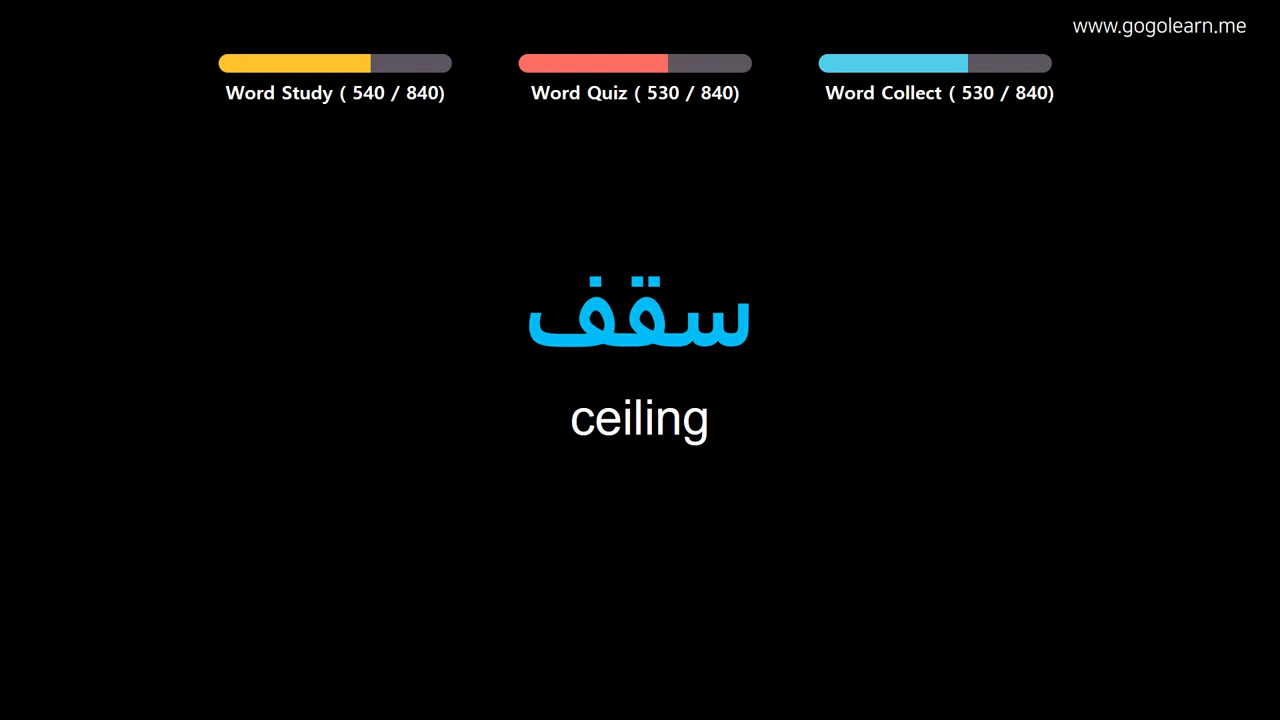 www.gogolearn.me
Word Study ( 540 / 840)
Word Quiz ( 530 / 840)
Word Collect ( 530 / 840)
سقف
ceiling